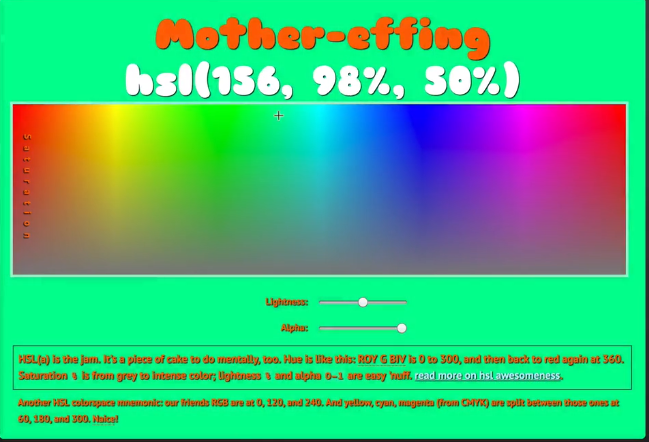 Mother-effing
hsl(156, 98%, 50%)
Saturation
Lightness:
Alpha:
HSL(a) is the jam. It's a piece of cake to do mentally, too. Hue is like this: ROY G BIV is 0 to 300, and then back to red again at 360.
Saturation % is from grey to intense color; lightness % and alpha 0-1 are easy 'nuff. read more on hsl awesomeness.
Another HSL colorspace mnemonic: our friends RGB are at 0, 120, and 240. And yellow, cyan, magenta (from CMYK) are split between those ones at
60, 180, and 300. Naice!